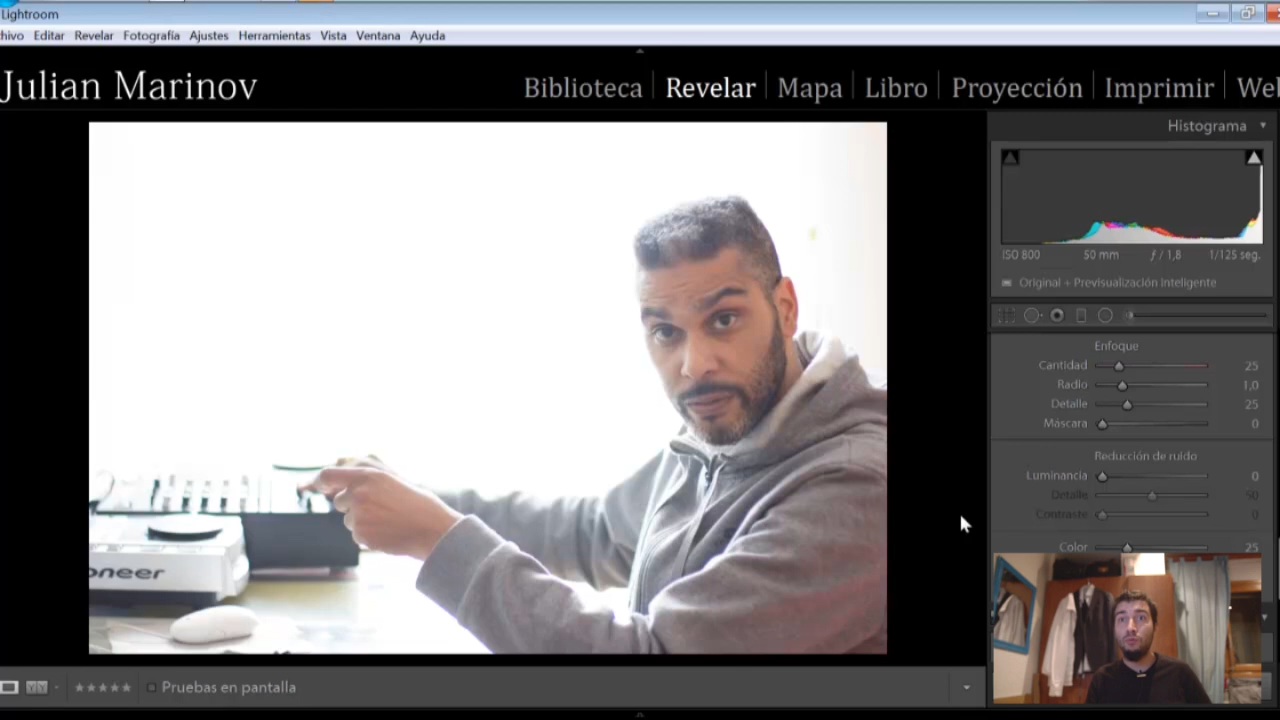 Lightroom
hivo Editar Revelar Fotografía Ajustes Herramientas Vista Ventana Ayuda
Julian Marinov
Biblioteca Revelar Mapa Libro Proyección Imprimir We
Histograma
ISO 800 50 mm ƒ / 1,8 1/125 seg.
Original + Previsualización inteligente
Enfoque
Cantidad 25
Radio 1,0
Detalle 25
Máscara 0
Reducción de ruido
Luminancia 0
Detalle 50
Contraste 0
Color 25
oneer
Pruebas en pantalla